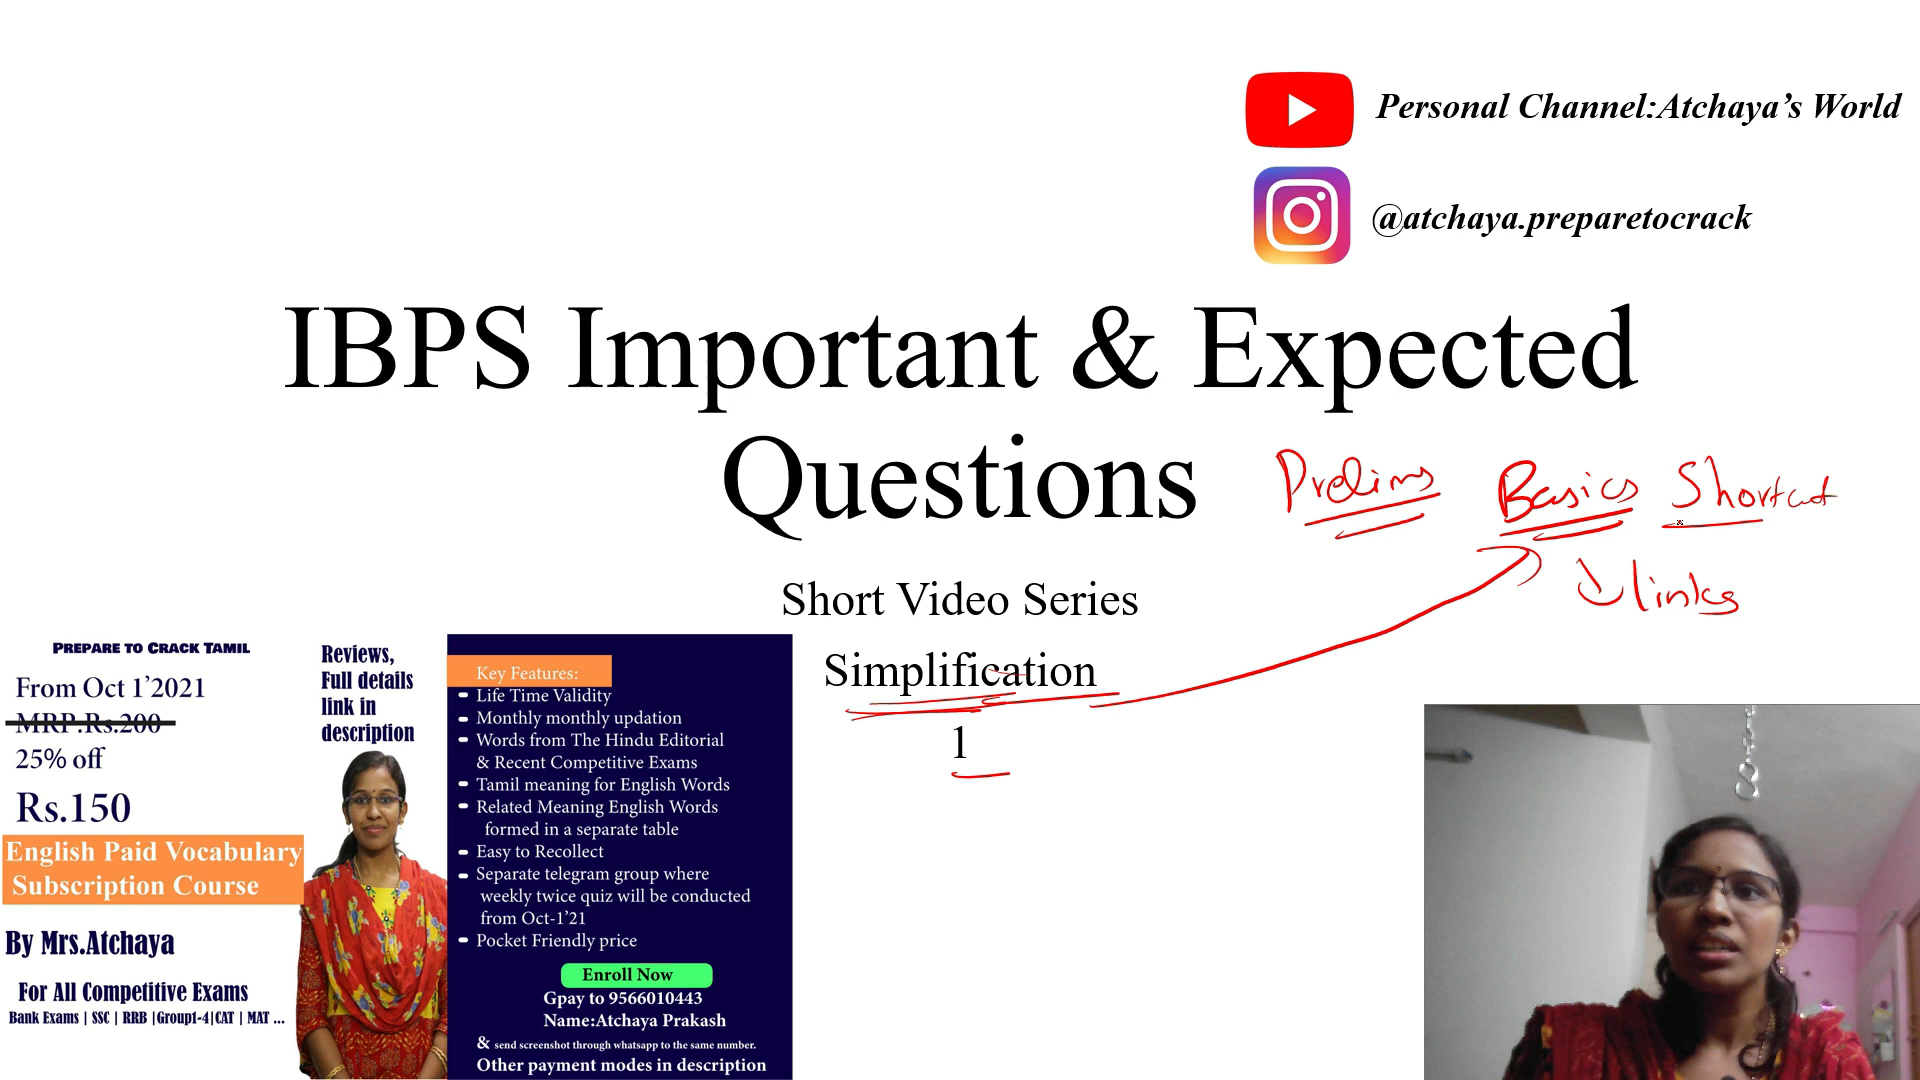 Personal Channel:Atchaya’s World
@atchaya.preparetocrack
IBPS Important & Expected
Questions
Prelims Basics Shortcut
links
Short Video Series
Simplification
1
PREPARE TO CRACK TAMIL
From Oct 1'2021
MRP:Rs.200
25% off
Rs.150
English Paid Vocabulary
Subscription Course
By Mrs.Atchaya
For All Competitive Exams
Bank Exams | SSC | RRB |Group1-4|CAT | MAT ...
Reviews,
Full details
link in
description
Key Features:
Life Time Validity
Monthly monthly updation
Words from The Hindu Editorial
& Recent Competitive Exams
Tamil meaning for English Words
Related Meaning English Words
formed in a separate table
Easy to Recollect
Separate telegram group where
weekly twice quiz will be conducted
from Oct-1'21
Pocket Friendly price
Enroll Now
Gpay to 9566010443
Name:Atchaya Prakash
& send screenshot through whatsapp to the same number.
Other payment modes in description